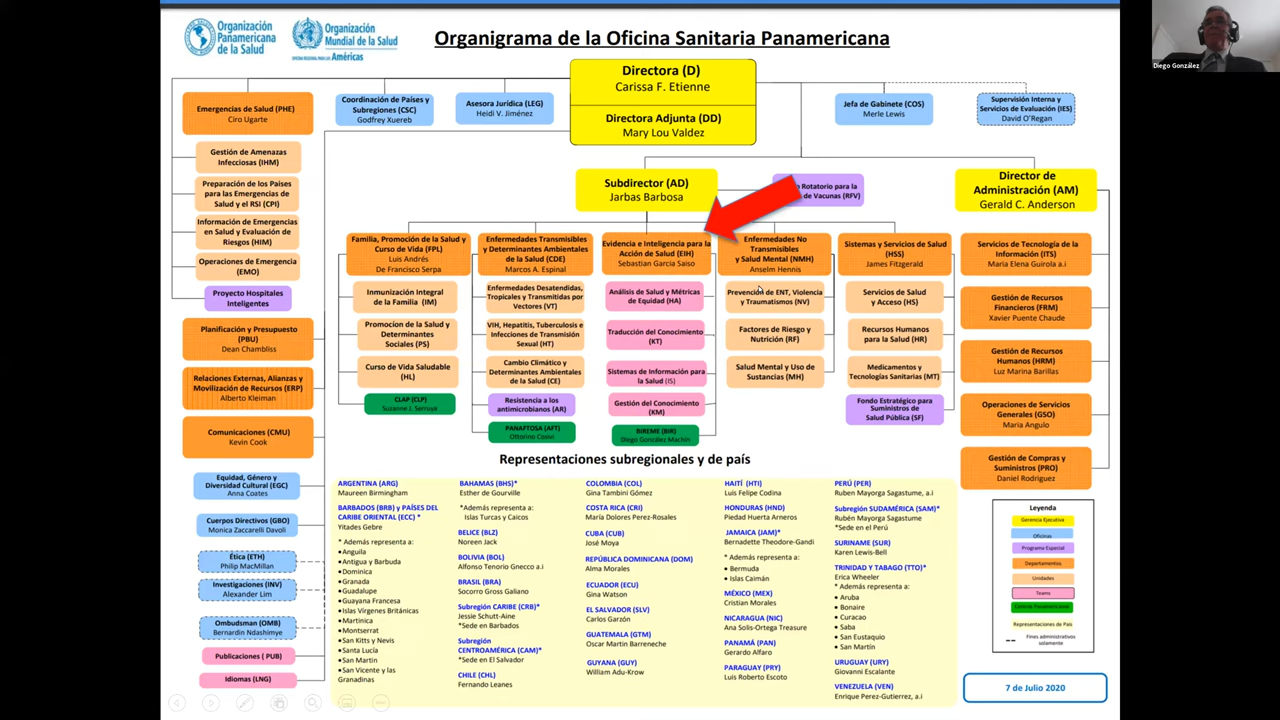 Organización
Panamericana
de la Salud
Organización
Mundial de la Salud
OFICINA REGIONAL PARA LAS Américas
Organigrama de la Oficina Sanitaria Panamericana
Diego González
Directora (D)
Carissa F. Etienne
Directora Adjunta (DD)
Mary Lou Valdez
Emergencias de Salud (PHE)
Ciro Ugarte
Coordinación de Países y
Subregiones (CSC)
Godfrey Xuereb
Asesora Jurídica (LEG)
Heidi V. Jiménez
Jefa de Gabinete (COS)
Merle Lewis
Supervisión Interna y
Servicios de Evaluación (IES)
David O'Regan
Gestión de Amenazas
Infecciosas (IHM)
Preparación de los Países
para las Emergencias de
Salud y el RSI (CPI)
Información de Emergencias
en Salud y Evaluación de
Riesgos (HIM)
Operaciones de Emergencia
(EMO)
Proyecto Hospitales
Inteligentes
Planificación y Presupuesto
(PBU)
Dean Chambliss
Relaciones Externas, Alianzas y
Movilización de Recursos (ERP)
Alberto Kleiman
Comunicaciones (CMU)
Kevin Cook
Equidad, Género y
Diversidad Cultural (EGC)
Anna Coates
Cuerpos Directivos (GBO)
Monica Zaccarelli Davoli
Ética (ETH)
Philip MacMillan
Investigaciones (INV)
Alexander Lim
Ombudsman (OMB)
Bernardin Ndashimye
Publicaciones ( PUB)
Idiomas (LNG)
Subdirector (AD)
Jarbas Barbosa
Rotatorio para la
de Vacunas (RFV)
Director de
Administración (AM)
Gerald C. Anderson
Familia, Promoción de la Salud y
Curso de Vida (FPL)
Luis Andrés
De Francisco Serpa
Inmunización Integral
de la Familia (IM)
Promocíon de la Salud y
Determinantes
Sociales (PS)
Curso de Vida Saludable
(HL)
CLAP (CLP)
Suzanne J. Serruya
Enfermedades Transmisibles
y Determinantes Ambientales
de la Salud (CDE)
Marcos A. Espinal
Enfermedades Desatendidas,
Tropicales y Transmitidas por
Vectores (VT)
VIH, Hepatitis, Tuberculosis e
Infecciones de Transmisión
Sexual (HT)
Cambio Climático y
Determinantes Ambientales
de la Salud (CE)
Resistencia a los
antimicrobianos (AR)
PANAFTOSA (AFT)
Ottorino Cosivi
Evidencia e Inteligencia para la
Acción de Salud (EIH)
Sebastian Garcia Saiso
Análisis de Salud y Métricas
de Equidad (HA)
Traducción del Conocimiento
(KT)
Sistemas de Información para
la Salud (IS)
Gestión del Conocimiento
(KM)
BIREME (BIR)
Diego González Machín
Enfermedades No
Transmisibles
y Salud Mental (NMH)
Anselm Hennis
Prevención de ENT, Violencia
y Traumatismos (NV)
Factores de Riesgo y
Nutrición (RF)
Salud Mental y Uso de
Sustancias (MH)
Sistemas y Servicios de Salud
(HSS)
James Fitzgerald
Servicios de Salud
y Acceso (HS)
Recursos Humanos
para la Salud (HR)
Medicamentos y
Tecnologías Sanitarias (MT)
Fondo Estratégico para
Suministros de
Salud Pública (SF)
Servicios de Tecnología de la
Información (ITS)
Maria Elena Guirola a.i
Gestión de Recursos
Financieros (FRM)
Xavier Puente Chaude
Gestión de Recursos
Humanos (HRM)
Luz Marina Barillas
Operaciones de Servicios
Generales (GSO)
Maria Angulo
Gestión de Compras y
Suministros (PRO)
Daniel Rodriguez
Representaciones subregionales y de país
ARGENTINA (ARG)
Maureen Birmingham
BARBADOS (BRB) y PAÍSES DEL
CARIBE ORIENTAL (ECC) *
Yitades Gebre
* Además representa a:
• Anguila
• Antigua y Barbuda
• Dominica
• Granada
• Guadalupe
• Guayana Francesa
• Islas Vírgenes Británicas
• Martinica
• Montserrat
• San Kitts y Nevis
• Santa Lucía
• San Martin
• San Vicente y las
Granadinas
BAHAMAS (BHS)*
Esther de Gourville
*Además representa a:
Islas Turcas y Caicos
BELICE (BLZ)
Noreen Jack
BOLIVIA (BOL)
Alfonso Tenorio Gnecco a.i
BRASIL (BRA)
Socorro Gross Galiano
Subregión CARIBE (CRB)*
Jessie Schutt-Aine
*Sede en Barbados
Subregión
CENTROAMÉRICA (CAM)*
*Sede en El Salvador
CHILE (CHL)
Fernando Leanes
COLOMBIA (COL)
Gina Tambini Gómez
COSTA RICA (CRI)
María Dolores Perez-Rosales
CUBA (CUB)
José Moya
REPÚBLICA DOMINICANA (DOM)
Alma Morales
ECUADOR (ECU)
Gina Watson
EL SALVADOR (SLV)
Carlos Garzón
GUATEMALA (GTM)
Oscar Martin Barreneche
GUYANA (GUY)
William Adu-Krow
HAITÍ (HTI)
Luis Felipe Codina
HONDURAS (HND)
Piedad Huerta Arneros
JAMAICA (JAM)*
Bernadette Theodore-Gandi
* Además representa a:
• Bermuda
• Islas Caimán
MÉXICO (MEX)
Cristian Morales
NICARAGUA (NIC)
Ana Solis-Ortega Treasure
PANAMÁ (PAN)
Gerardo Alfaro
PARAGUAY (PRY)
Luis Roberto Escoto
PERÚ (PER)
Ruben Mayorga Sagastume, a.i
Subregión SUDAMÉRICA (SAM)*
Rubén Mayorga Sagastume
*Sede en el Perú
SURINAME (SUR)
Karen Lewis-Bell
TRINIDAD Y TABAGO (TTO)*
Erica Wheeler
* Además representa a:
• Aruba
• Bonaire
• Curacao
• Saba
• San Eustaquio
• San Martín
URUGUAY (URY)
Giovanni Escalante
VENEZUELA (VEN)
Enrique Perez-Gutierrez, a.i
Leyenda
Gerencia Ejecutiva
Oficinas
Programa Especial
Departamentos
Unidades
Teams
Centros Panamericanos
Representaciones de País
Fines administrativos
solamente
7 de Julio 2020